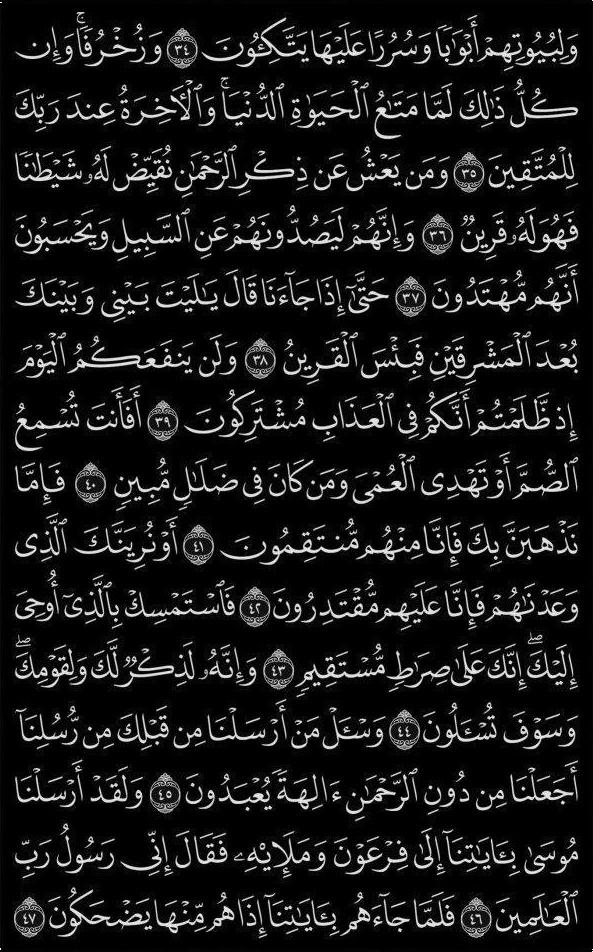 وَلِبُيُوتِهِمْ أَبْوَٰبًا وَسُرُرًا عَلَيْهَا يَتَّكِـُٔونَ ٣٤ وَزُخْرُفًا ۚ وَإِن
كُلُّ ذَٰلِكَ لَمَّا مَتَـٰعُ ٱلْحَيَوٰةِ ٱلدُّنْيَا ۚ وَٱلْـَٔاخِرَةُ عِندَ رَبِّكَ
لِلْمُتَّقِينَ ٣٥ وَمَن يَعْشُ عَن ذِكْرِ ٱلرَّحْمَـٰنِ نُقَيِّضْ لَهُۥ شَيْطَـٰنًا
فَهُوَ لَهُۥ قَرِينٌ ٣٦ وَإِنَّهُمْ لَيَصُدُّونَهُمْ عَنِ ٱلسَّبِيلِ وَيَحْسَبُونَ
أَنَّهُم مُّهْتَدُونَ ٣٧ حَتَّىٰٓ إِذَا جَآءَنَا قَالَ يَـٰلَيْتَ بَيْنِى وَبَيْنَكَ
بُعْدَ ٱلْمَشْرِقَيْنِ فَبِئْسَ ٱلْقَرِينُ ٣٨ وَلَن يَنفَعَكُمُ ٱلْيَوْمَ
إِذ ظَّلَمْتُمْ أَنَّكُمْ فِى ٱلْعَذَابِ مُشْتَرِكُونَ ٣٩ أَفَأَنتَ تُسْمِعُ
ٱلصُّمَّ أَوْ تَهْدِى ٱلْعُمْىَ وَمَن كَانَ فِى ضَلَـٰلٍ مُّبِينٍ ٤٠ فَإِمَّا
نَذْهَبَنَّ بِكَ فَإِنَّا مِنْهُم مُّنتَقِمُونَ ٤١ أَوْ نُرِيَنَّكَ ٱلَّذِى
وَعَدْنَـٰهُمْ فَإِنَّا عَلَيْهِم مُّقْتَدِرُونَ ٤٢ فَٱسْتَمْسِكْ بِٱلَّذِىٓ أُوحِىَ
إِلَيْكَ ۖ إِنَّكَ عَلَىٰ صِرَٰطٍ مُّسْتَقِيمٍ ٤٣ وَإِنَّهُۥ لَذِكْرٌ لَّكَ وَلِقَوْمِكَ ۖ
وَسَوْفَ تُسْـَٔلُونَ ٤٤ وَسْـَٔلْ مَنْ أَرْسَلْنَا مِن قَبْلِكَ مِن رُّسُلِنَآ
أَجَعَلْنَا مِن دُونِ ٱلرَّحْمَـٰنِ ءَالِهَةً يُعْبَدُونَ ٤٥ وَلَقَدْ أَرْسَلْنَا
مُوسَىٰ بِـَٔايَـٰتِنَآ إِلَىٰ فِرْعَوْنَ وَمَلَإِي۟هِۦ فَقَالَ إِنِّى رَسُولُ رَبِّ
ٱلْعَـٰلَمِينَ ٤٦ فَلَمَّا جَآءَهُم بِـَٔايَـٰتِنَآ إِذَا هُم مِّنْهَا يَضْحَكُونَ ٤٧